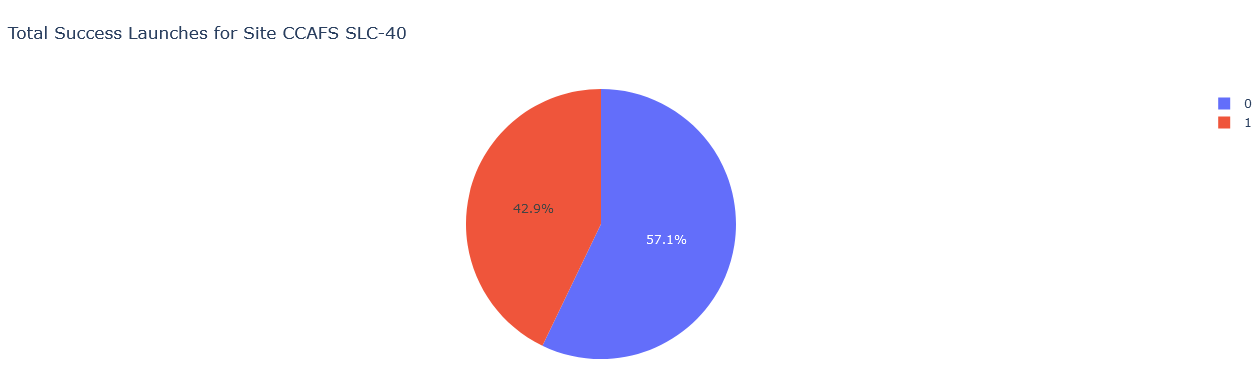 Total Success Launches for Site CCAFS SLC-40
0
1
42.9%
57.1%